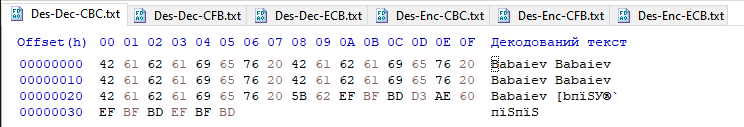 Des-Dec-CBC.txt Des-Dec-CFB.txt Des-Dec-ECB.txt Des-Enc-CBC.txt Des-Enc-CFB.txt Des-Enc-ECB.txt
Offset(h) 00 01 02 03 04 05 06 07 08 09 0A 0B 0C 0D 0E 0F Декодований текст
00000000 42 61 62 61 69 65 76 20 42 61 62 61 69 65 76 20 Babaiev Babaiev
00000010 42 61 62 61 69 65 76 20 42 61 62 61 69 65 76 20 Babaiev Babaiev
00000020 42 61 62 61 69 65 76 20 5B 62 EF BF BD D3 AE 60 Babaiev [bпїЅУ®`
00000030 EF BF BD EF BF BD пїЅпїЅ